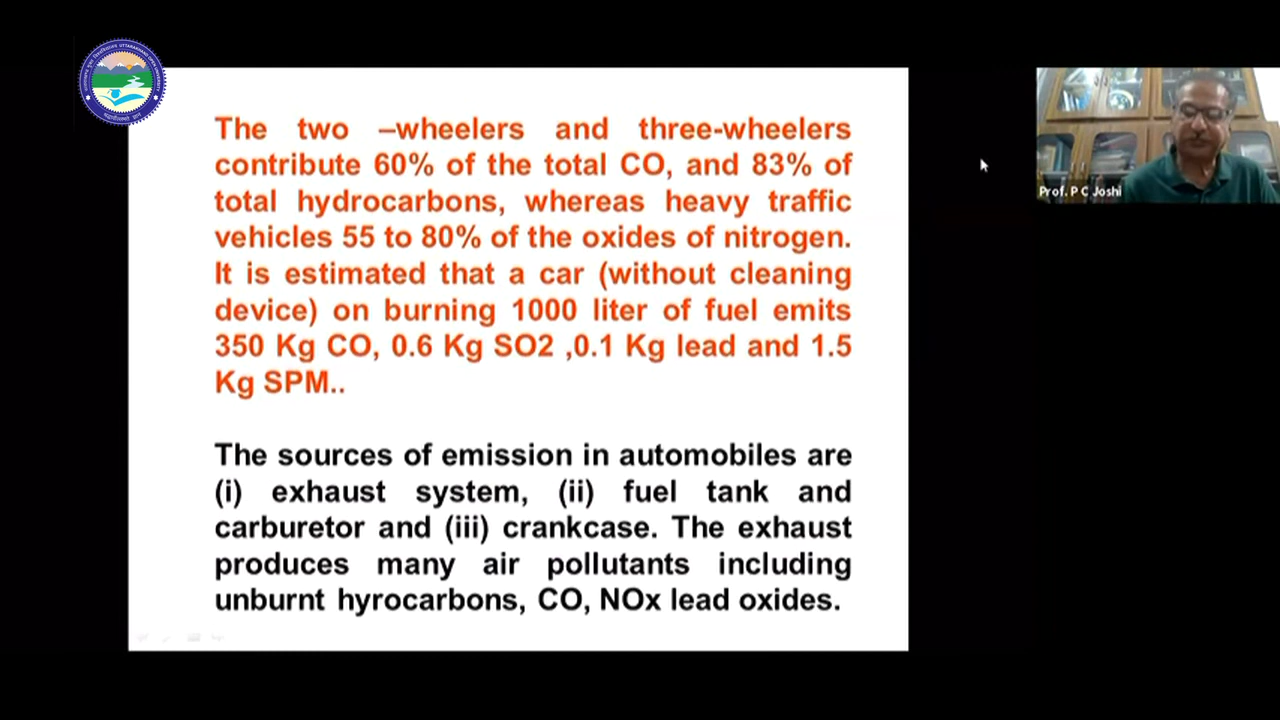 The two –wheelers and three-wheelers
contribute 60% of the total CO, and 83% of
total hydrocarbons, whereas heavy traffic
vehicles 55 to 80% of the oxides of nitrogen.
It is estimated that a car (without cleaning
device) on burning 1000 liter of fuel emits
350 Kg CO, 0.6 Kg SO2 ,0.1 Kg lead and 1.5
Kg SPM..
The sources of emission in automobiles are
(i) exhaust system, (ii) fuel tank and
carburetor and (iii) crankcase. The exhaust
produces many air pollutants including
unburnt hyrocarbons, CO, NOx lead oxides.
Prof. P C Joshi